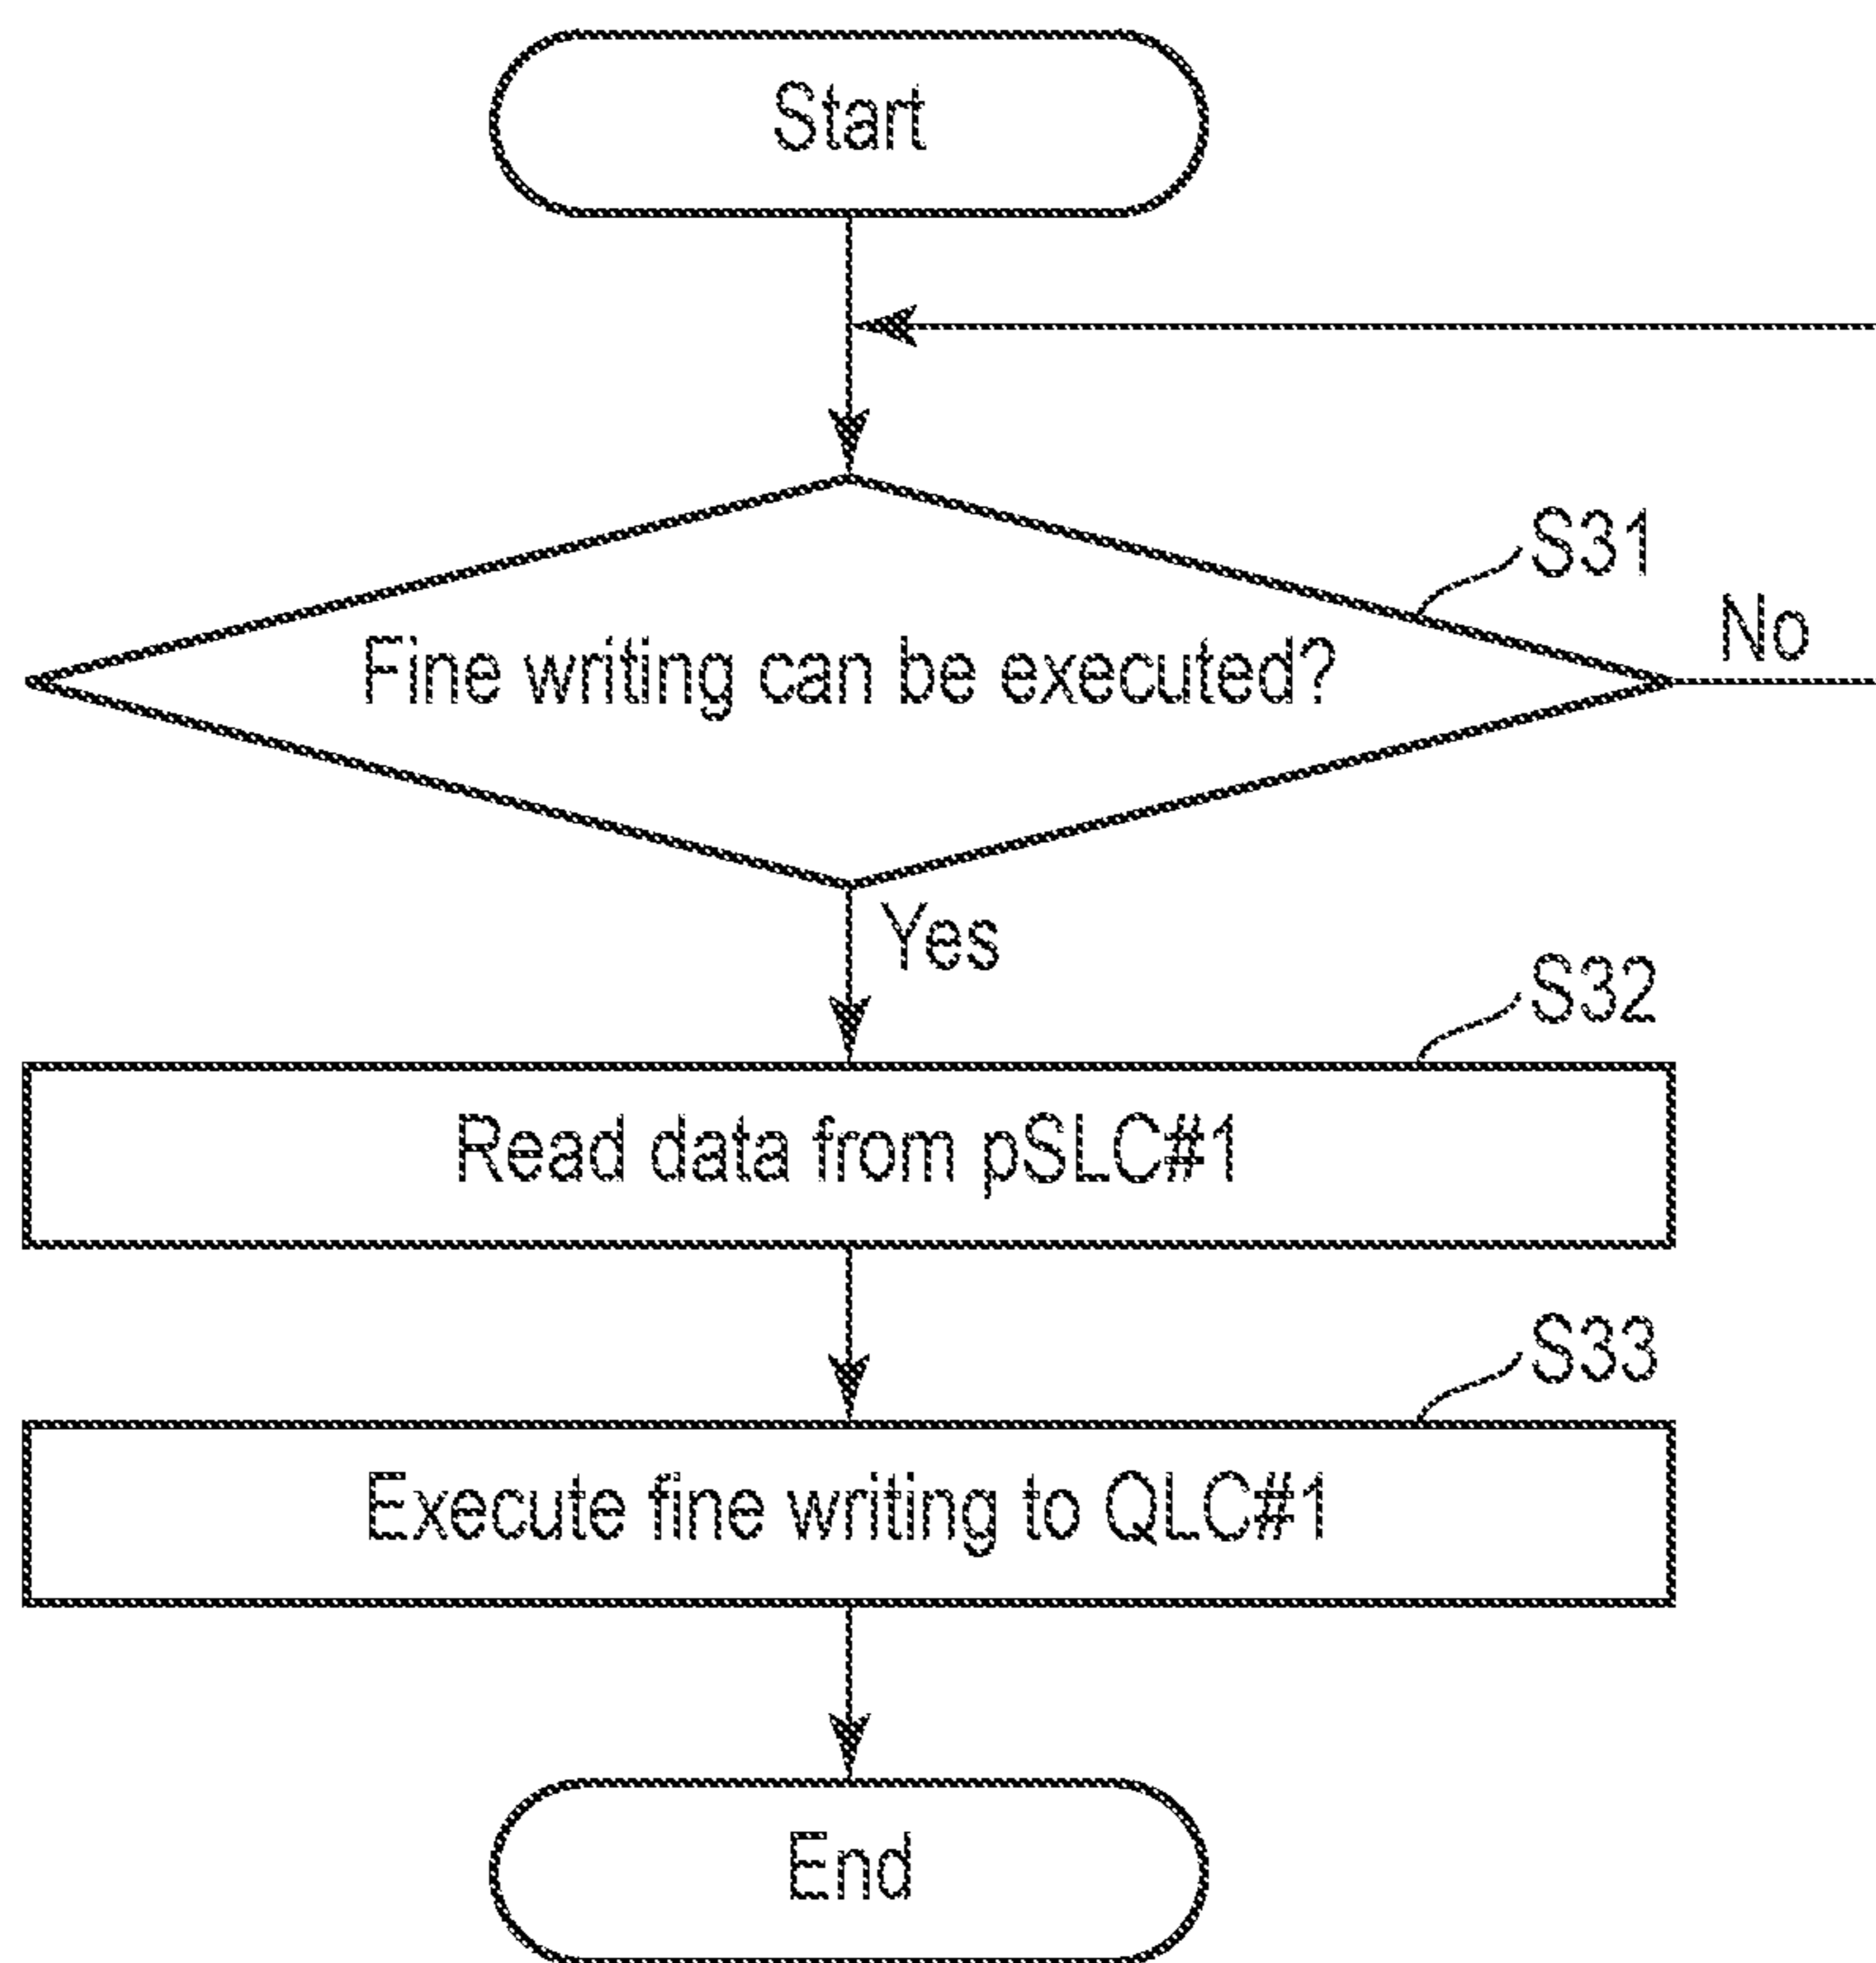 Start
S31
Fine writing can be executed?
No
Yes
S32
Read data from pSLC#1
S33
Execute fine writing to QLC#1
End